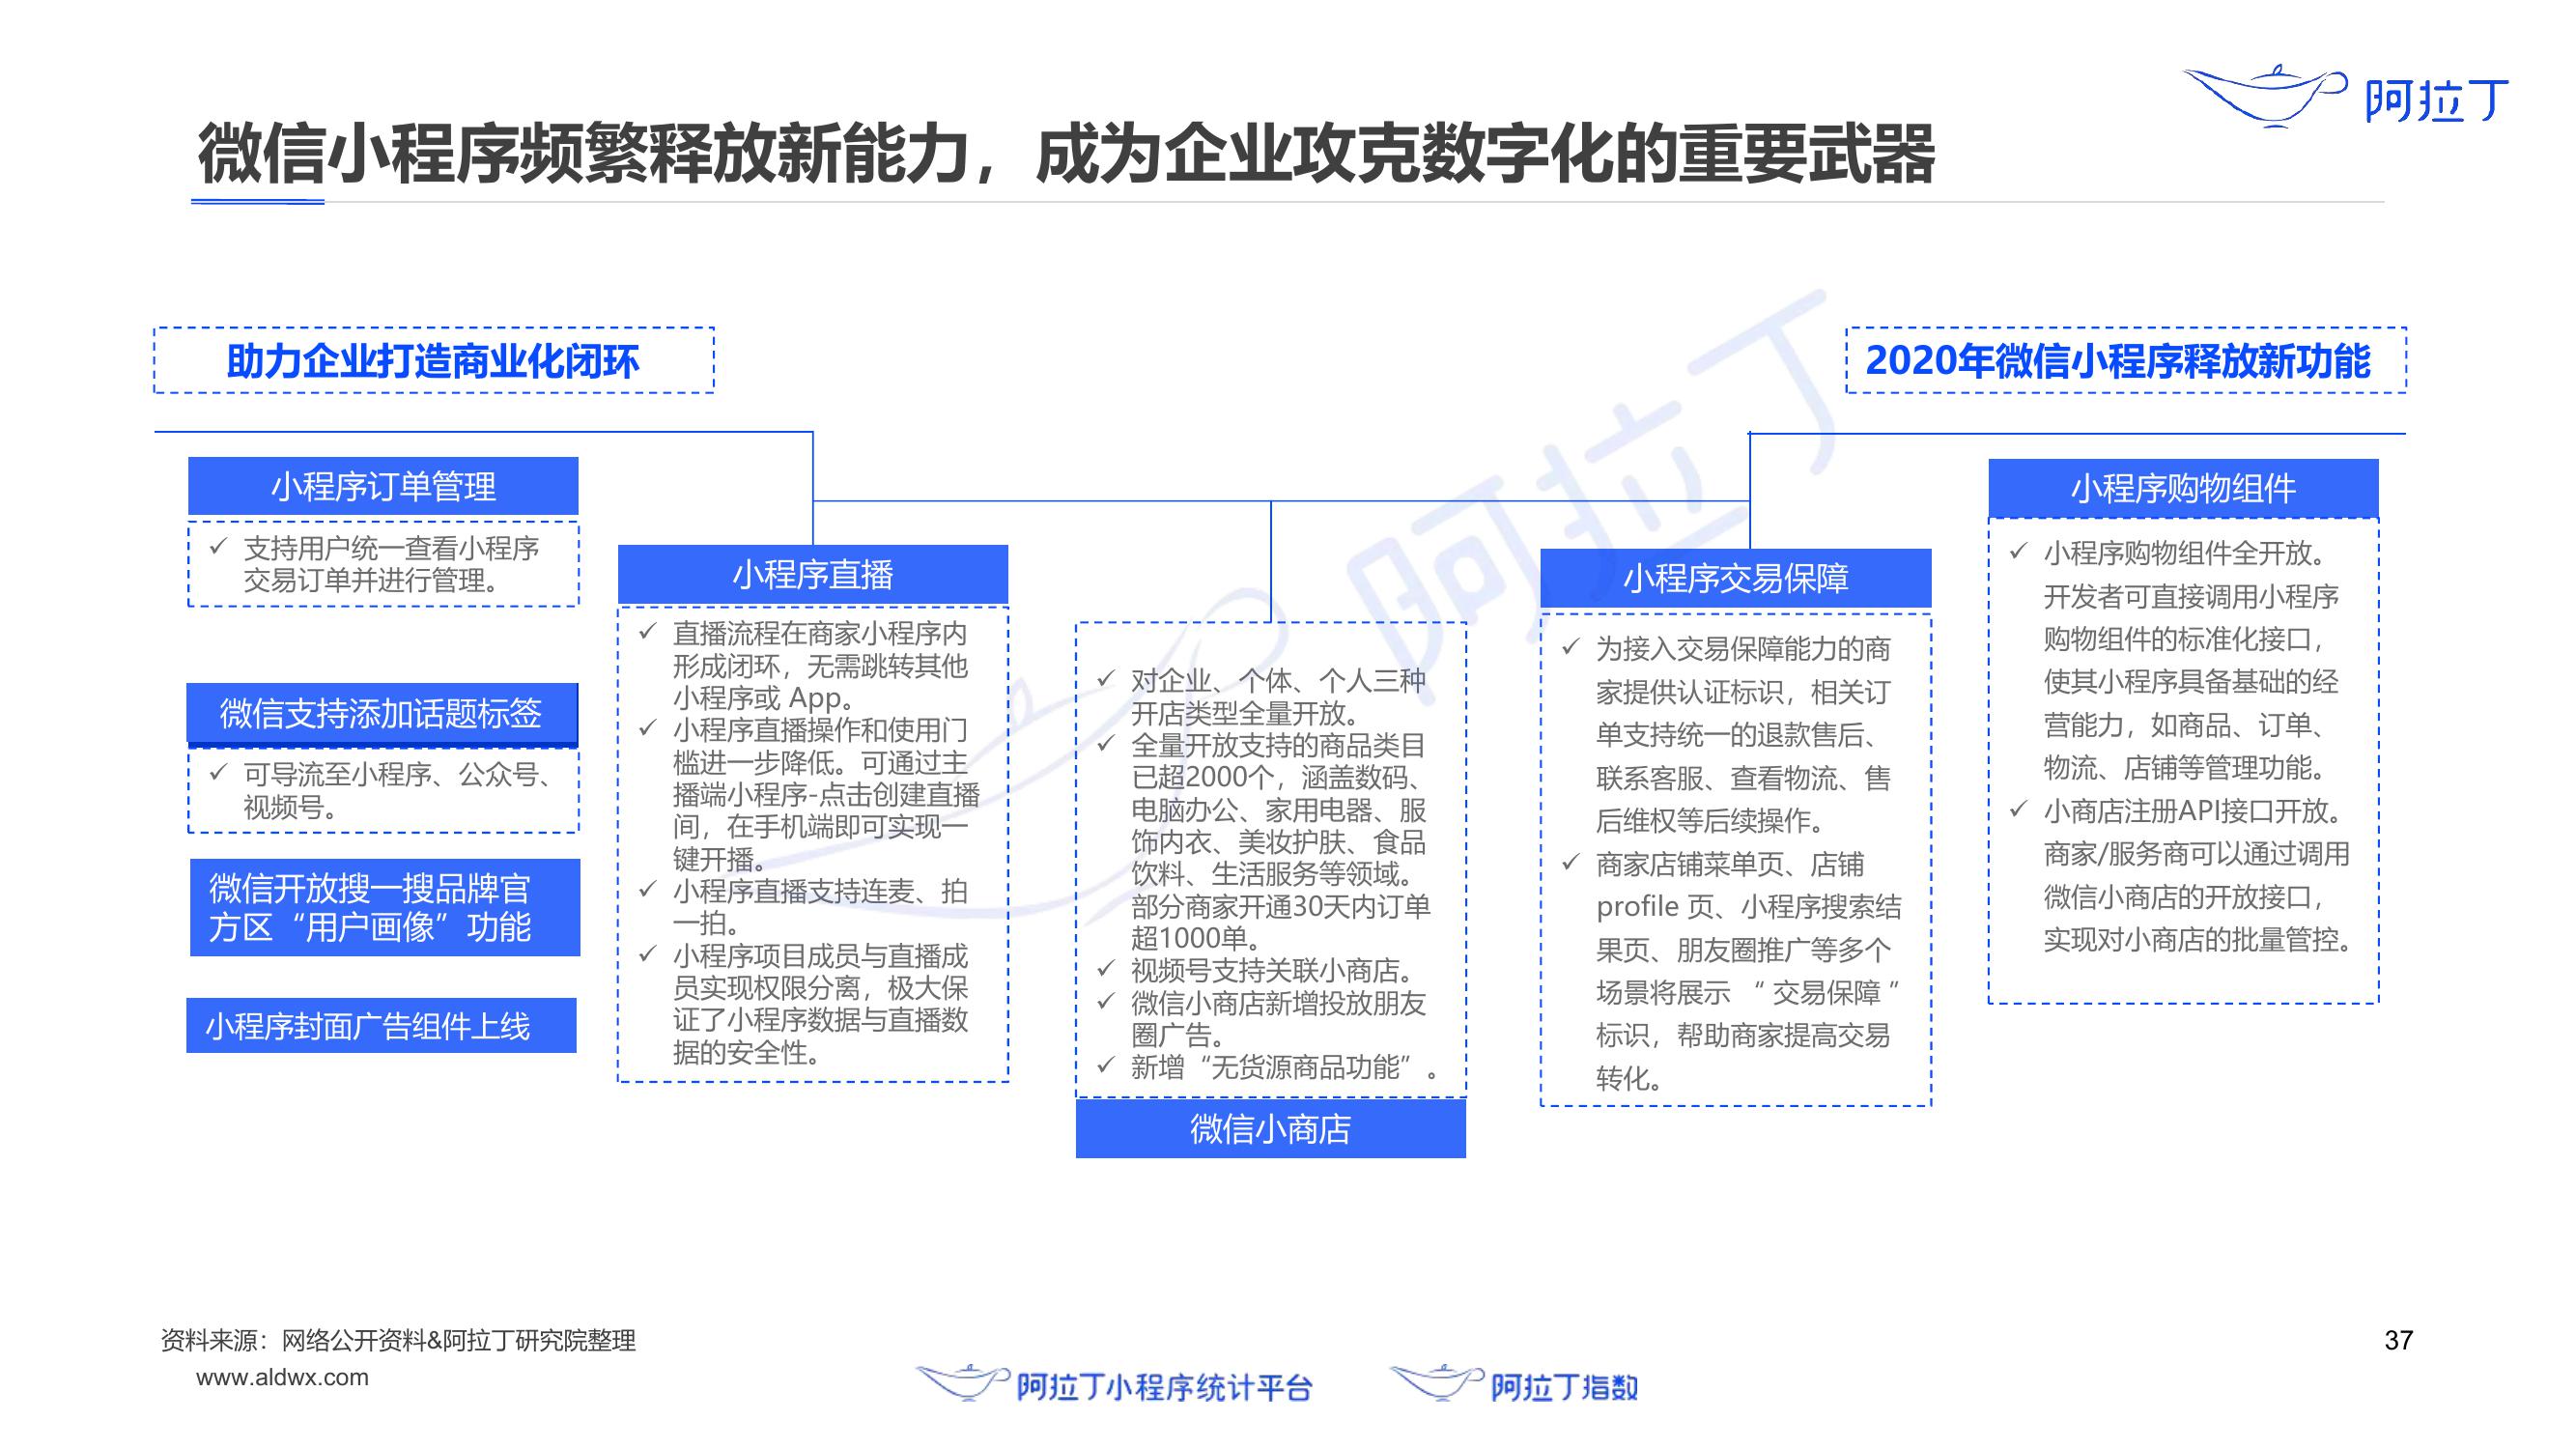 阿拉丁
微信小程序频繁释放新能力，成为企业攻克数字化的重要武器
助力企业打造商业化闭环
2020年微信小程序释放新功能
小程序订单管理
✓ 支持用户统一查看小程序
交易订单并进行管理。
微信支持添加话题标签
✓ 可导流至小程序、公众号、
视频号。
微信开放搜一搜品牌官
方区“用户画像”功能
小程序封面广告组件上线
小程序直播
✓ 直播流程在商家小程序内
形成闭环，无需跳转其他
小程序或 App。
✓ 小程序直播操作和使用门
槛进一步降低。可通过主
播端小程序-点击创建直播
间，在手机端即可实现一
键开播。
✓ 小程序直播支持连麦、拍
一拍。
✓ 小程序项目成员与直播成
员实现权限分离，极大保
证了小程序数据与直播数
据的安全性。
✓ 对企业、个体、个人三种
开店类型全量开放。
✓ 全量开放支持的商品类目
已超2000个，涵盖数码、
电脑办公、家用电器、服
饰内衣、美妆护肤、食品
饮料、生活服务等领域。
部分商家开通30天内订单
超1000单。
✓ 视频号支持关联小商店。
✓ 微信小商店新增投放朋友
圈广告。
✓ 新增“无货源商品功能”。
微信小商店
小程序交易保障
✓ 为接入交易保障能力的商
家提供认证标识，相关订
单支持统一的退款售后、
联系客服、查看物流、售
后维权等后续操作。
✓ 商家店铺菜单页、店铺
profile 页、小程序搜索结
果页、朋友圈推广等多个
场景将展示 “ 交易保障 ”
标识，帮助商家提高交易
转化。
小程序购物组件
✓ 小程序购物组件全开放。
开发者可直接调用小程序
购物组件的标准化接口，
使其小程序具备基础的经
营能力，如商品、订单、
物流、店铺等管理功能。
✓ 小商店注册API接口开放。
商家/服务商可以通过调用
微信小商店的开放接口，
实现对小商店的批量管控。
阿拉丁
资料来源：网络公开资料&阿拉丁研究院整理
www.aldwx.com
阿拉丁小程序统计平台
阿拉丁指数
37